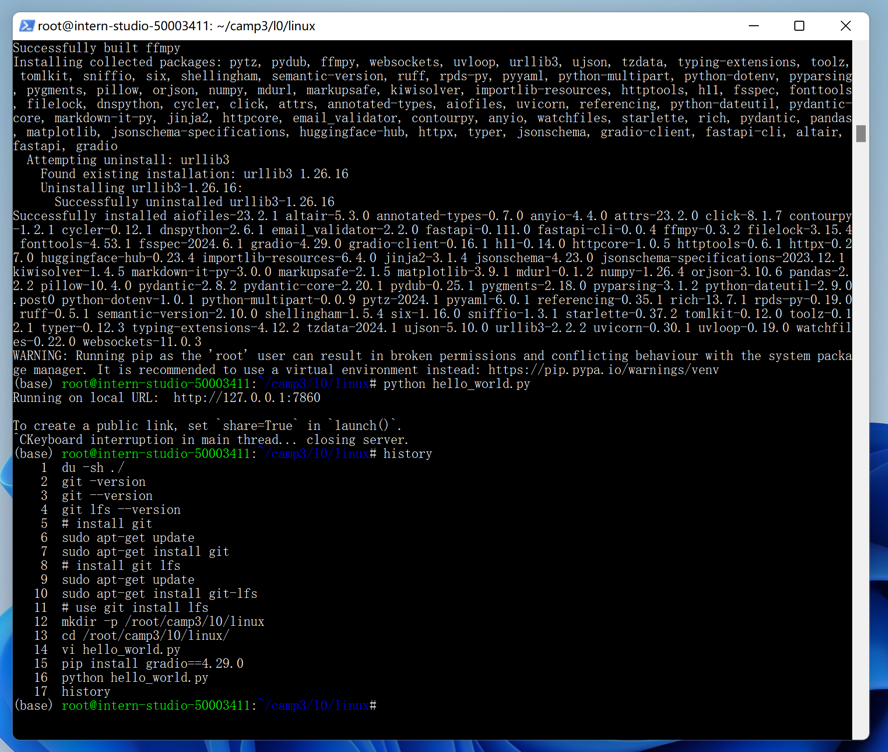 root@intern-studio-50003411: ~/camp3/l0/linux
Successfully built ffmpy
Installing collected packages: pytz, pydub, ffmpy, websockets, uvloop, urllib3, ujson, tzdata, typing-extensions, toolz,
 tomlkit, sniffio, six, shellingham, semantic-version, ruff, rpds-py, pyyaml, python-multipart, python-dotenv, pyparsing
, pygments, pillow, orjson, numpy, mdurl, markupsafe, kiwisolver, importlib-resources, httptools, h11, fsspec, fonttools
, filelock, dnspython, cycler, click, attrs, annotated-types, aiofiles, uvicorn, referencing, python-dateutil, pydantic-
core, markdown-it-py, jinja2, httpcore, email_validator, contourpy, anyio, watchfiles, starlette, rich, pydantic, pandas
, matplotlib, jsonschema-specifications, huggingface-hub, httpx, typer, jsonschema, gradio-client, fastapi-cli, altair,
fastapi, gradio
  Attempting uninstall: urllib3
    Found existing installation: urllib3 1.26.16
    Uninstalling urllib3-1.26.16:
      Successfully uninstalled urllib3-1.26.16
Successfully installed aiofiles-23.2.1 altair-5.3.0 annotated-types-0.7.0 anyio-4.4.0 attrs-23.2.0 click-8.1.7 contourpy
-1.2.1 cycler-0.12.1 dnspython-2.6.1 email_validator-2.2.0 fastapi-0.111.0 fastapi-cli-0.0.4 ffmpy-0.3.2 filelock-3.15.4
 fonttools-4.53.1 fsspec-2024.6.1 gradio-4.29.0 gradio-client-0.16.1 h11-0.14.0 httpcore-1.0.5 httptools-0.6.1 httpx-0.2
7.0 huggingface-hub-0.23.4 importlib-resources-6.4.0 jinja2-3.1.4 jsonschema-4.23.0 jsonschema-specifications-2023.12.1
kiwisolver-1.4.5 markdown-it-py-3.0.0 markupsafe-2.1.5 matplotlib-3.9.1 mdurl-0.1.2 numpy-1.26.4 orjson-3.10.6 pandas-2.
2.2 pillow-10.4.0 pydantic-2.8.2 pydantic-core-2.20.1 pydub-0.25.1 pygments-2.18.0 pyparsing-3.1.2 python-dateutil-2.9.0
.post0 python-dotenv-1.0.1 python-multipart-0.0.9 pytz-2024.1 pyyaml-6.0.1 referencing-0.35.1 rich-13.7.1 rpds-py-0.19.0
 ruff-0.5.1 semantic-version-2.10.0 shellingham-1.5.4 six-1.16.0 sniffio-1.3.1 starlette-0.37.2 tomlkit-0.12.0 toolz-0.1
2.1 typer-0.12.3 typing-extensions-4.12.2 tzdata-2024.1 ujson-5.10.0 urllib3-2.2.2 uvicorn-0.30.1 uvloop-0.19.0 watchfil
es-0.22.0 websockets-11.0.3
WARNING: Running pip as the 'root' user can result in broken permissions and conflicting behaviour with the system packa
ge manager. It is recommended to use a virtual environment instead: https://pip.pypa.io/warnings/venv
(base) root@intern-studio-50003411:~/camp3/l0/linux# python hello_world.py
Running on local URL:  http://127.0.0.1:7860
To create a public link, set `share=True` in `launch()`.
^CKeyboard interruption in main thread... closing server.
(base) root@intern-studio-50003411:~/camp3/l0/linux# history
    1  du -sh ./
    2  git -version
    3  git --version
    4  git lfs --version
    5  # install git
    6  sudo apt-get update
    7  sudo apt-get install git
    8  # install git lfs
    9  sudo apt-get update
   10  sudo apt-get install git-lfs
   11  # use git install lfs
   12  mkdir -p /root/camp3/l0/linux
   13  cd /root/camp3/l0/linux/
   14  vi hello_world.py
   15  pip install gradio==4.29.0
   16  python hello_world.py
   17  history
(base) root@intern-studio-50003411:~/camp3/l0/linux#